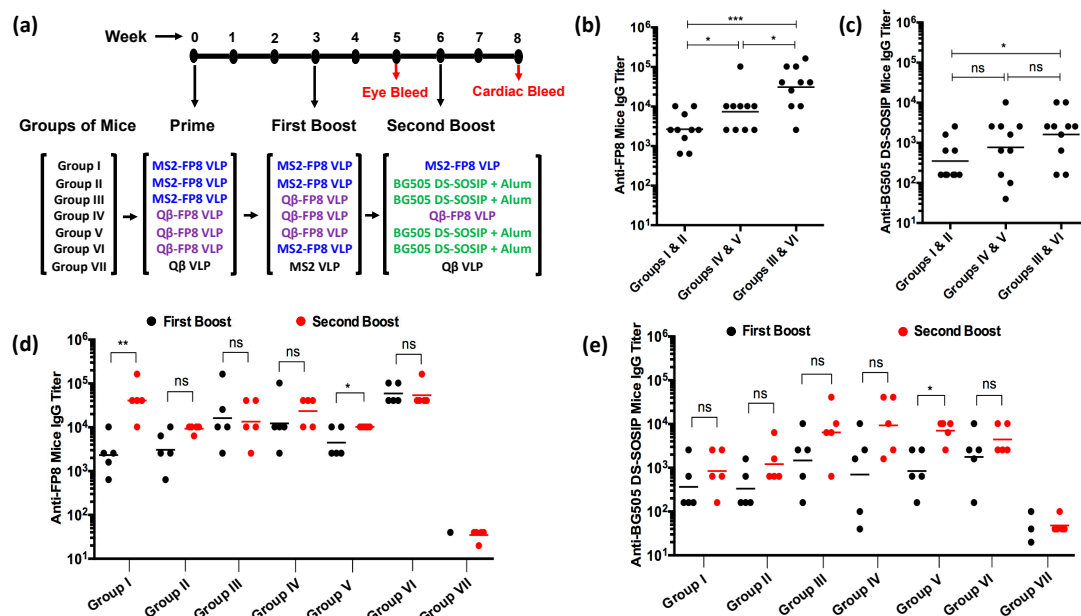 (a)
Week
0 1 2 3 4 5 6 7 8
Eye Bleed
Cardiac Bleed
Groups of Mice Prime First Boost Second Boost
Group I MS2-FP8 VLP MS2-FP8 VLP MS2-FP8 VLP
Group II MS2-FP8 VLP MS2-FP8 VLP BG505 DS-SOSIP + Alum
Group III MS2-FP8 VLP Qβ-FP8 VLP BG505 DS-SOSIP + Alum
Group IV Qβ-FP8 VLP Qβ-FP8 VLP Qβ-FP8 VLP
Group V Qβ-FP8 VLP Qβ-FP8 VLP BG505 DS-SOSIP + Alum
Group VI Qβ-FP8 VLP MS2-FP8 VLP BG505 DS-SOSIP + Alum
Group VII Qβ VLP MS2 VLP Qβ VLP
(b)
Anti-FP8 Mice IgG Titer
10⁶
10⁵
10⁴
10³
10²
10¹
***
* *
Groups I & II
Groups IV & V
Groups III & VI
(c)
Anti-BG505 DS-SOSIP Mice IgG Titer
10⁶
10⁵
10⁴
10³
10²
10¹
*
ns ns
Groups I & II
Groups IV & V
Groups III & VI
(d)
First Boost Second Boost
Anti-FP8 Mice IgG Titer
10⁶
10⁵
10⁴
10³
10²
10¹
** ns ns ns * ns
Group I
Group II
Group III
Group IV
Group V
Group VI
Group VII
(e)
First Boost Second Boost
Anti-BG505 DS-SOSIP Mice IgG Titer
10⁶
10⁵
10⁴
10³
10²
10¹
ns ns ns ns * ns
Group I
Group II
Group III
Group IV
Group V
Group VI
Group VII